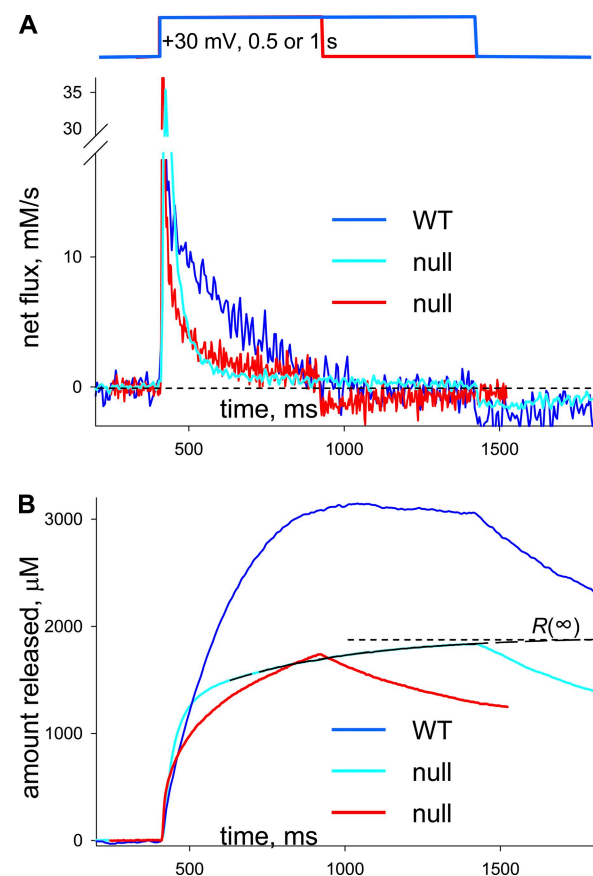 A
+30 mV, 0.5 or 1 s
35
30
10
0
net flux, mM/s
WT
null
null
time, ms
500
1000
1500
B
3000
2000
1000
0
amount released, μM
R(∞)
WT
null
null
time, ms
500
1000
1500